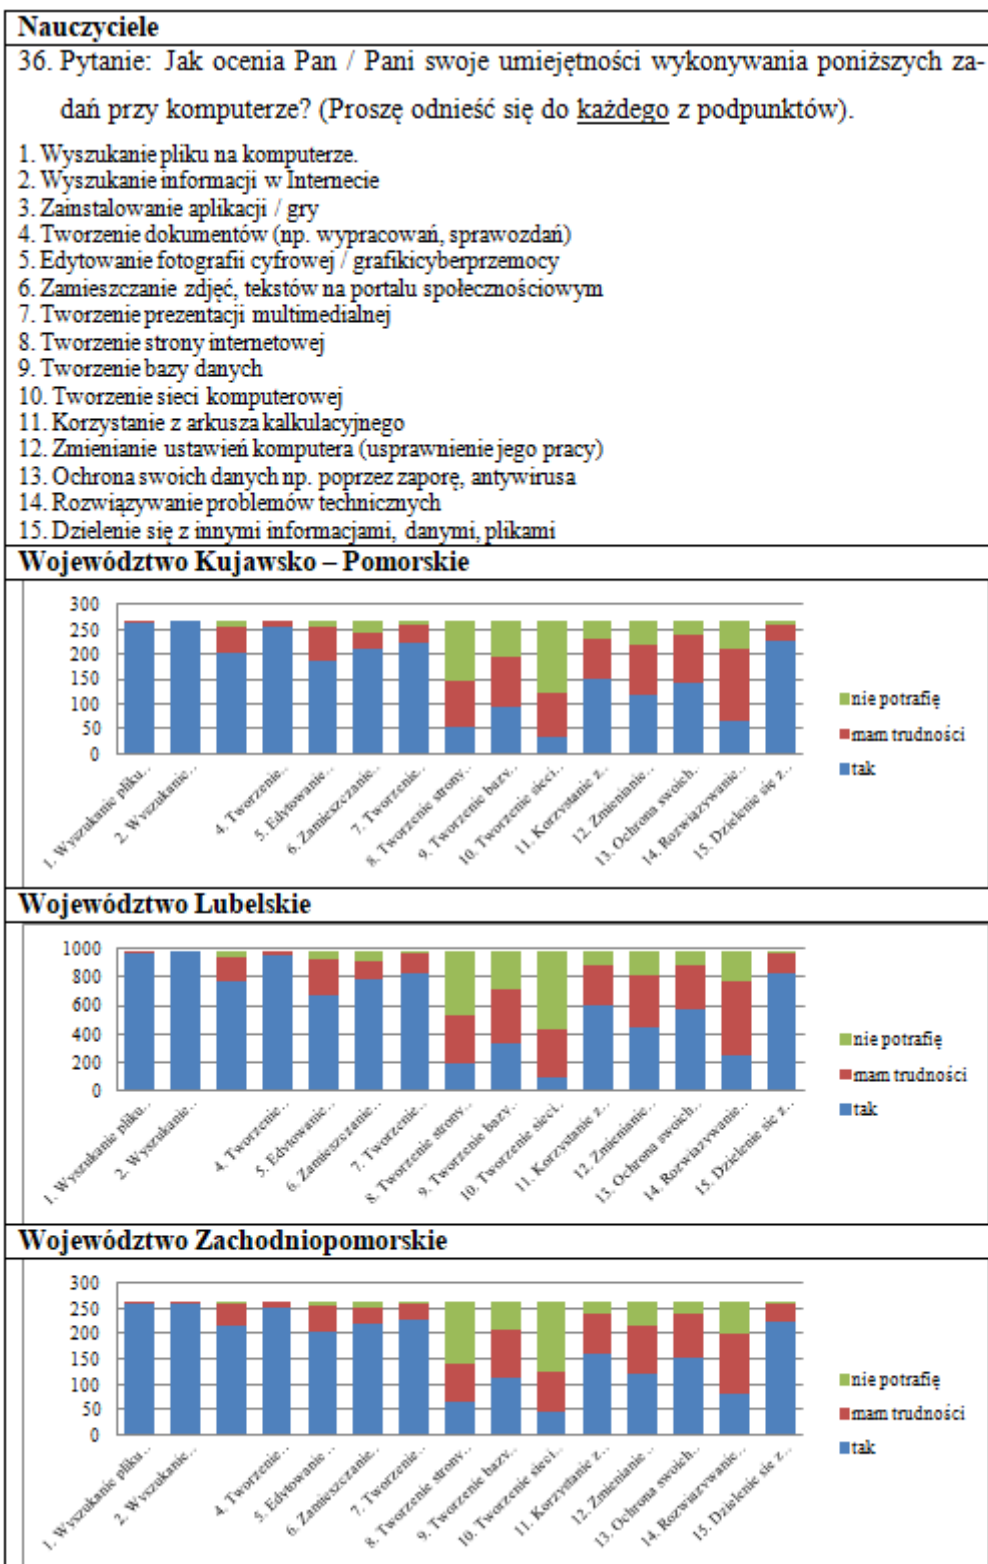 Nauczyciele
36. Pytanie: Jak ocenia Pan / Pani swoje umiejętności wykonywania poniższych za-
dań przy komputerze? (Proszę odnieść się do każdego z podpunktów).
1. Wyszukanie pliku na komputerze.
2. Wyszukanie informacji w Internecie
3. Zainstalowanie aplikacji / gry
4. Tworzenie dokumentów (np. wypracowań, sprawozdań)
5. Edytowanie fotografii cyfrowej / grafikicyberprzemocy
6. Zamieszczanie zdjęć, tekstów na portalu społecznościowym
7. Tworzenie prezentacji multimedialnej
8. Tworzenie strony internetowej
9. Tworzenie bazy danych
10. Tworzenie sieci komputerowej
11. Korzystanie z arkusza kalkulacyjnego
12. Zmienianie ustawień komputera (usprawnienie jego pracy)
13. Ochrona swoich danych np. poprzez zaporę, antywirusa
14. Rozwiązywanie problemów technicznych
15. Dzielenie się z innymi informacjami, danymi, plikami
Województwo Kujawsko – Pomorskie
300
250
200
150
100
50
0
nie potrafię
mam trudności
tak
1. Wyszukanie pliku..
2. Wyszukanie..
4. Tworzenie..
5. Edytowanie..
6. Zamieszczanie..
7. Tworzenie..
8. Tworzenie strony..
9. Tworzenie bazy..
10. Tworzenie sieci..
11. Korzystanie z..
12. Zmienianie..
13. Ochrona swoich..
14. Rozwiązywanie..
15. Dzielenie się z..
Województwo Lubelskie
1000
800
600
400
200
0
nie potrafię
mam trudności
tak
1. Wyszukanie pliku..
2. Wyszukanie..
4. Tworzenie..
5. Edytowanie..
6. Zamieszczanie..
7. Tworzenie..
8. Tworzenie strony..
9. Tworzenie bazy..
10. Tworzenie sieci..
11. Korzystanie z..
12. Zmienianie..
13. Ochrona swoich..
14. Rozwiązywanie..
15. Dzielenie się z..
Województwo Zachodniopomorskie
300
250
200
150
100
50
0
nie potrafię
mam trudności
tak
1. Wyszukanie pliku..
2. Wyszukanie..
4. Tworzenie..
5. Edytowanie..
6. Zamieszczanie..
7. Tworzenie..
8. Tworzenie strony..
9. Tworzenie bazy..
10. Tworzenie sieci..
11. Korzystanie z..
12. Zmienianie..
13. Ochrona swoich..
14. Rozwiązywanie..
15. Dzielenie się z..